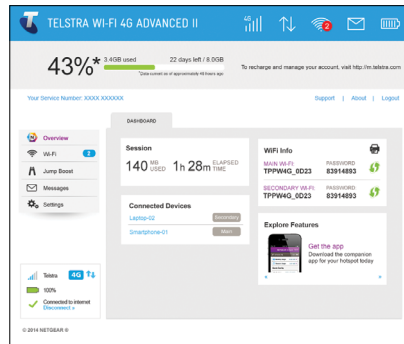 TELSTRA WI-FI 4G ADVANCED II
4G
2
43%*
3.4GB used
22 days left / 8.0GB
*Data current as of approximately 48 hours ago.
To recharge and manage your account, visit http://m.telstra.com
Your Service Number: XXXX XXXXXX
Support | About | Logout
DASHBOARD
Overview
Wi-Fi
2
Jump Boost
Messages
Settings
Session
140 MB USED 1h 28m ELAPSED TIME
Connected Devices
Laptop-02
Secondary
Smartphone-01
Main
WiFi Info
MAIN WI-FI PASSWORD
TPPW4G_0D23 83914893
SECONDARY WI-FI PASSWORD
TPPW4G_0D23 83914893
Explore Features
Get the app
Download the companion
app for your hotspot today
Telstra 4G
100%
Connected to internet
Disconnect »
© 2014 NETGEAR ®